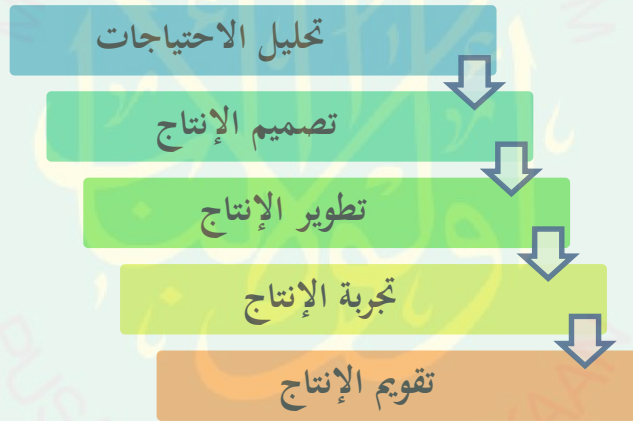 تحليل الاحتياجات
تصميم الإنتاج
تطوير الإنتاج
تجربة الإنتاج
تقويم الإنتاج